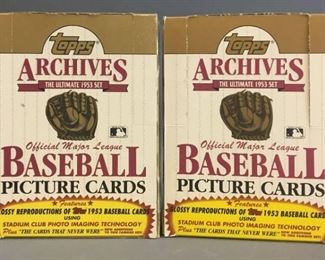 Topps
ARCHIVES
THE ULTIMATE 1953 SET
Official Major League
BASEBALL
PICTURE CARDS
Features
GLOSSY REPRODUCTIONS OF Topps 1953 BASEBALL CARDS
USING
STADIUM CLUB PHOTO IMAGING TECHNOLOGY
Plus "THE CARDS THAT NEVER WERE"
Topps
ARCHIVES
THE ULTIMATE 1953 SET
Official Major League
BASEBALL
PICTURE CARDS
Features
GLOSSY REPRODUCTIONS OF Topps 1953 BASEBALL CARDS
USING
STADIUM CLUB PHOTO IMAGING TECHNOLOGY
Plus "THE CARDS THAT NEVER WERE"